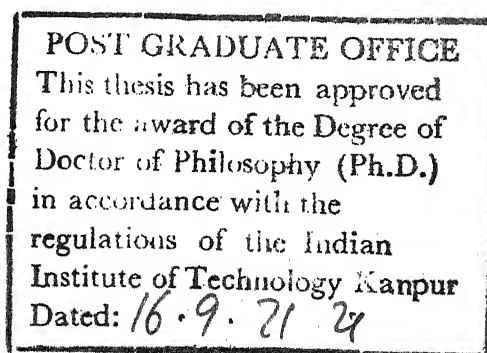 POST GRADUATE OFFICE
This thesis has been approved
for the award of the Degree of
Doctor of Philosophy (Ph.D.)
in accordance with the
regulations of the Indian
Institute of Technology Kanpur
Dated: 16.9.71